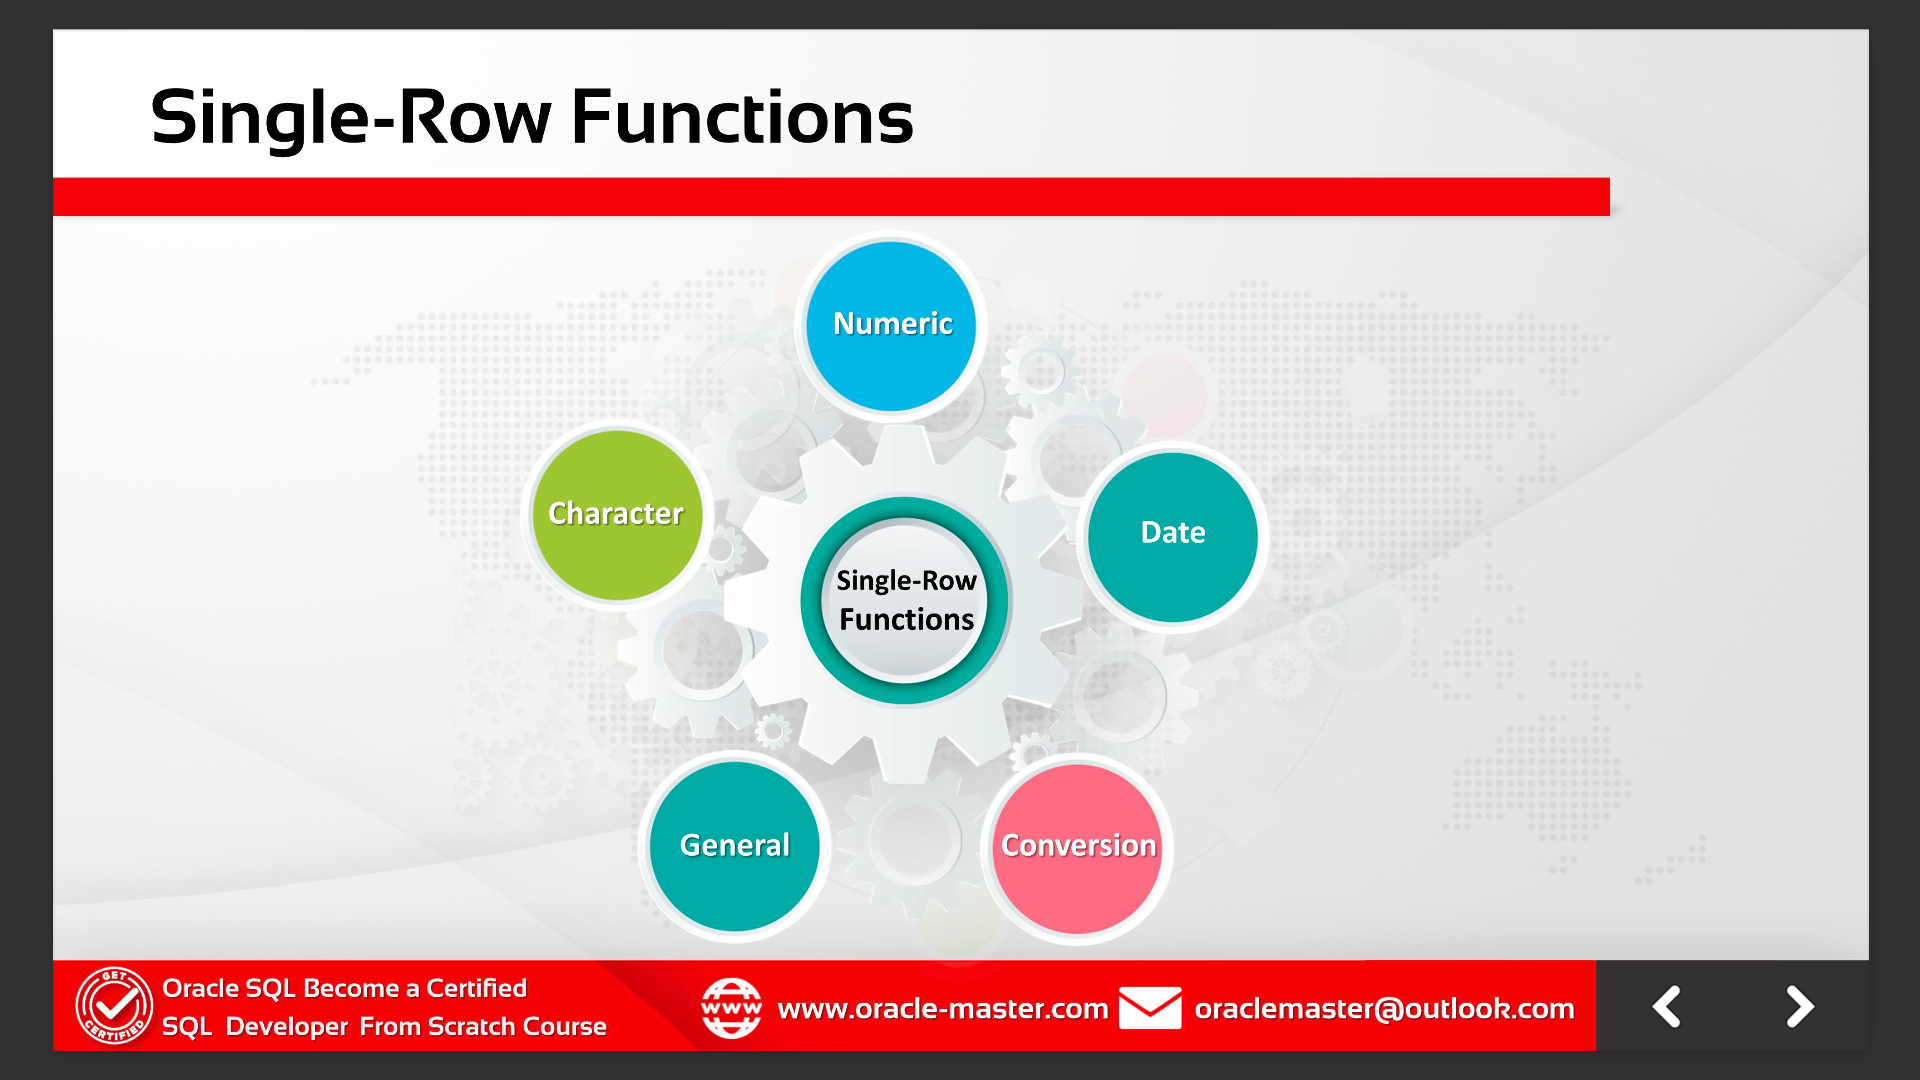 Single-Row Functions
Numeric
Character
Date
Single-Row
Functions
General
Conversion
GET
CERTIFIED
Oracle SQL Become a Certified
SQL Developer From Scratch Course
www
www.oracle-master.com
oraclemaster@outlook.com